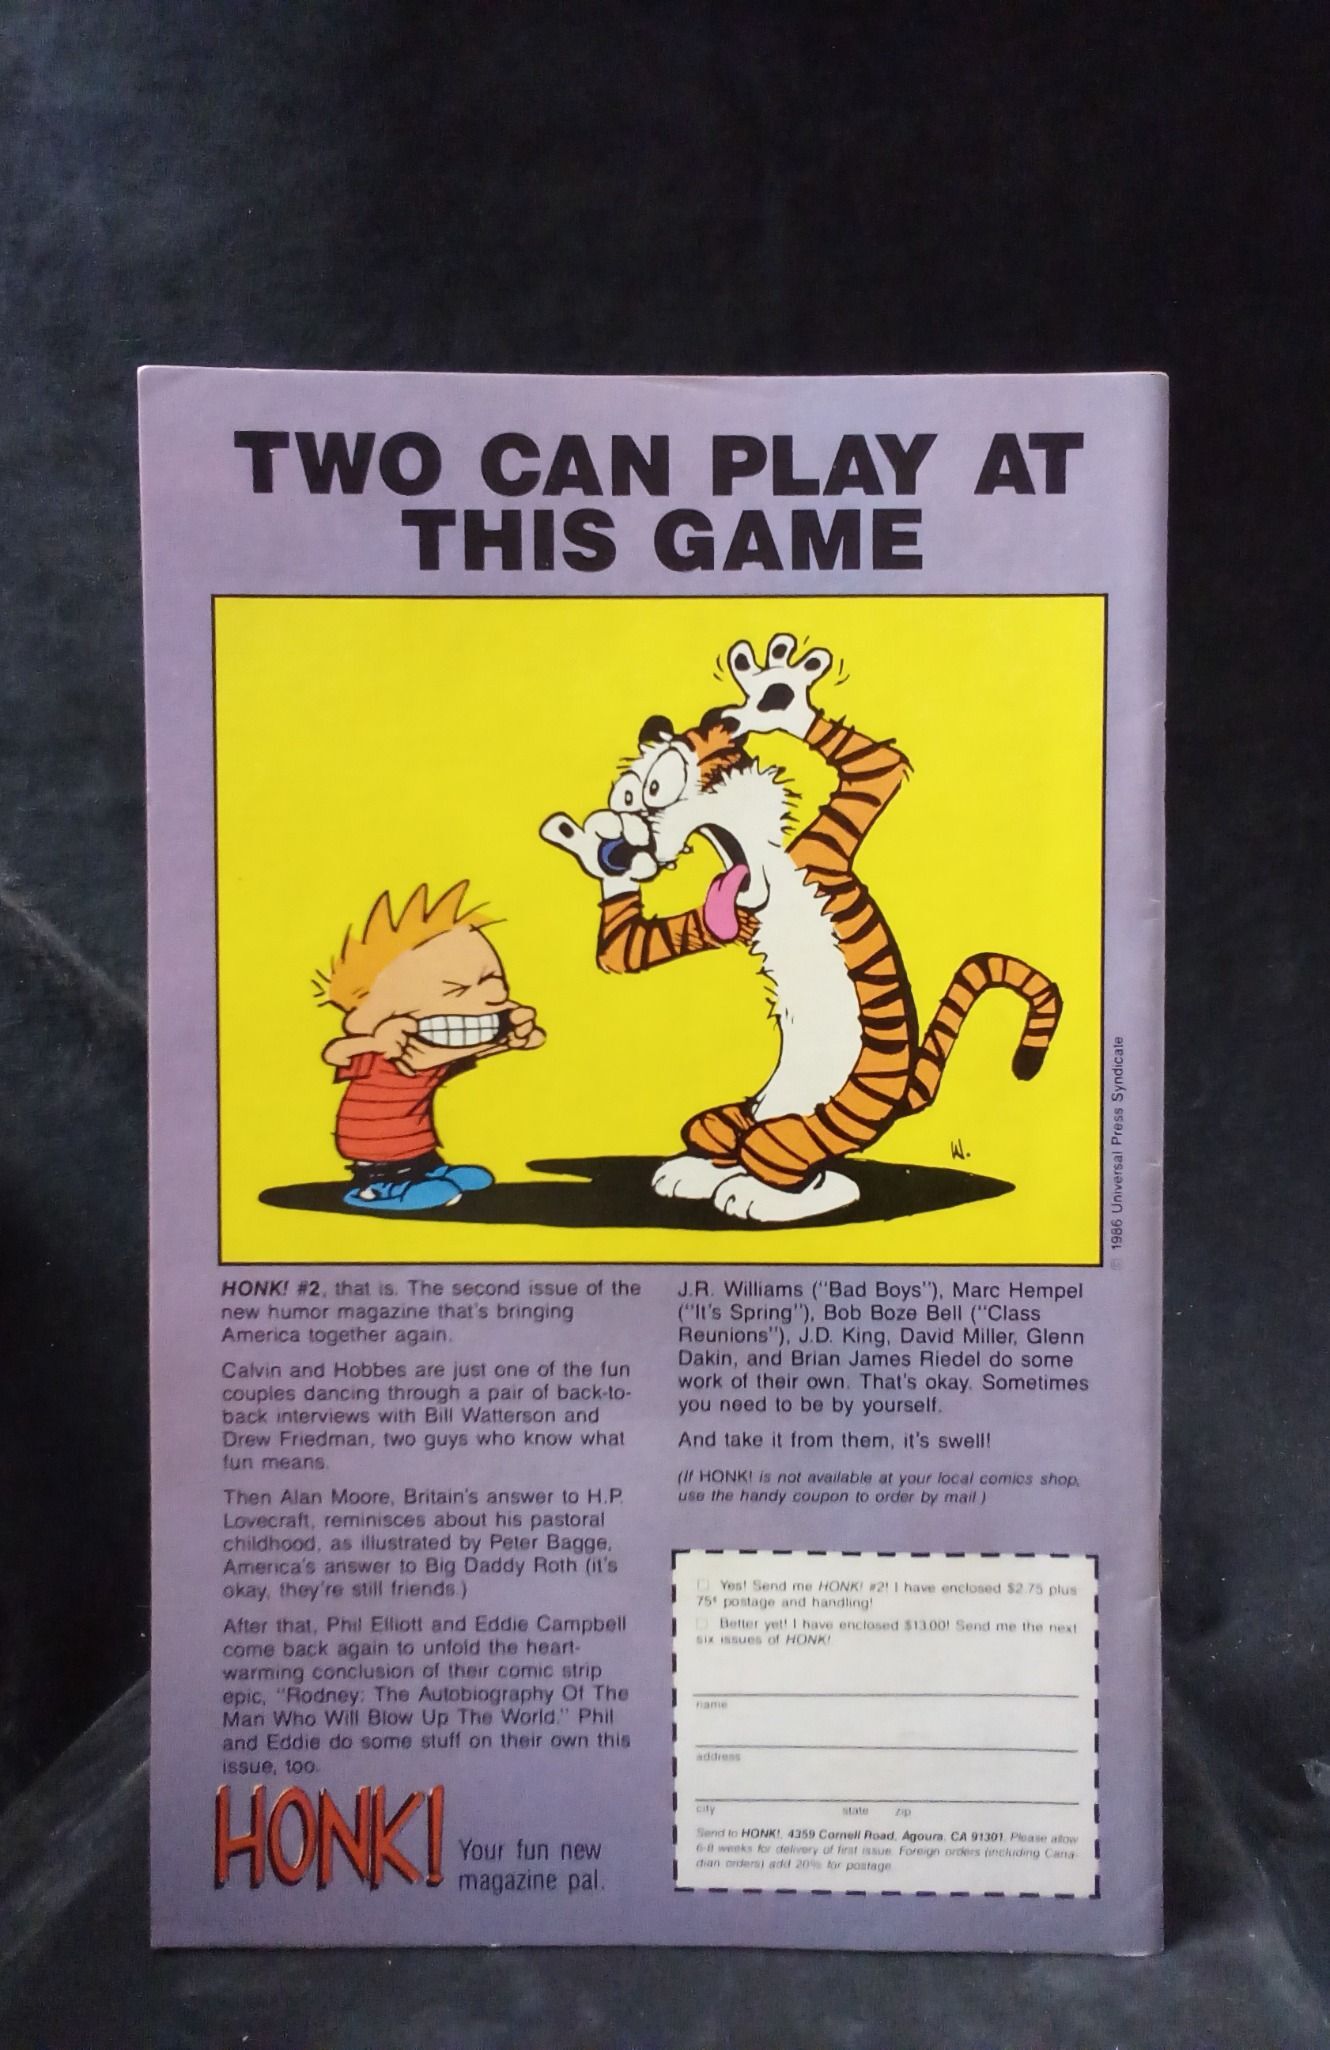 TWO CAN PLAY AT
THIS GAME
W.
© 1986 Universal Press Syndicate
HONK! #2, that is. The second issue of the
new humor magazine that's bringing
America together again.
Calvin and Hobbes are just one of the fun
couples dancing through a pair of back-to-
back interviews with Bill Watterson and
Drew Friedman, two guys who know what
fun means.
Then Alan Moore, Britain's answer to H.P.
Lovecraft, reminisces about his pastoral
childhood, as illustrated by Peter Bagge,
America's answer to Big Daddy Roth (it's
okay, they're still friends.)
After that, Phil Elliott and Eddie Campbell
come back again to unfold the heart-
warming conclusion of their comic strip
epic, "Rodney: The Autobiography Of The
Man Who Will Blow Up The World." Phil
and Eddie do some stuff on their own this
issue, too.
HONK!
Your fun new
magazine pal.
J.R. Williams ("Bad Boys"), Marc Hempel
("It's Spring"), Bob Boze Bell ("Class
Reunions"), J.D. King, David Miller, Glenn
Dakin, and Brian James Riedel do some
work of their own. That's okay. Sometimes
you need to be by yourself.
And take it from them, it's swell!
(If HONK! is not available at your local comics shop,
use the handy coupon to order by mail.)
Yes! Send me HONK! #2! I have enclosed $2.75 plus
75¢ postage and handling!
Better yet! I have enclosed $13.00! Send me the next
six issues of HONK!
name
address
city state zip
Send to HONK!, 4359 Cornell Road, Agoura, CA 91301. Please allow
6-8 weeks for delivery of first issue. Foreign orders (including Cana-
dian orders) add 20% for postage.